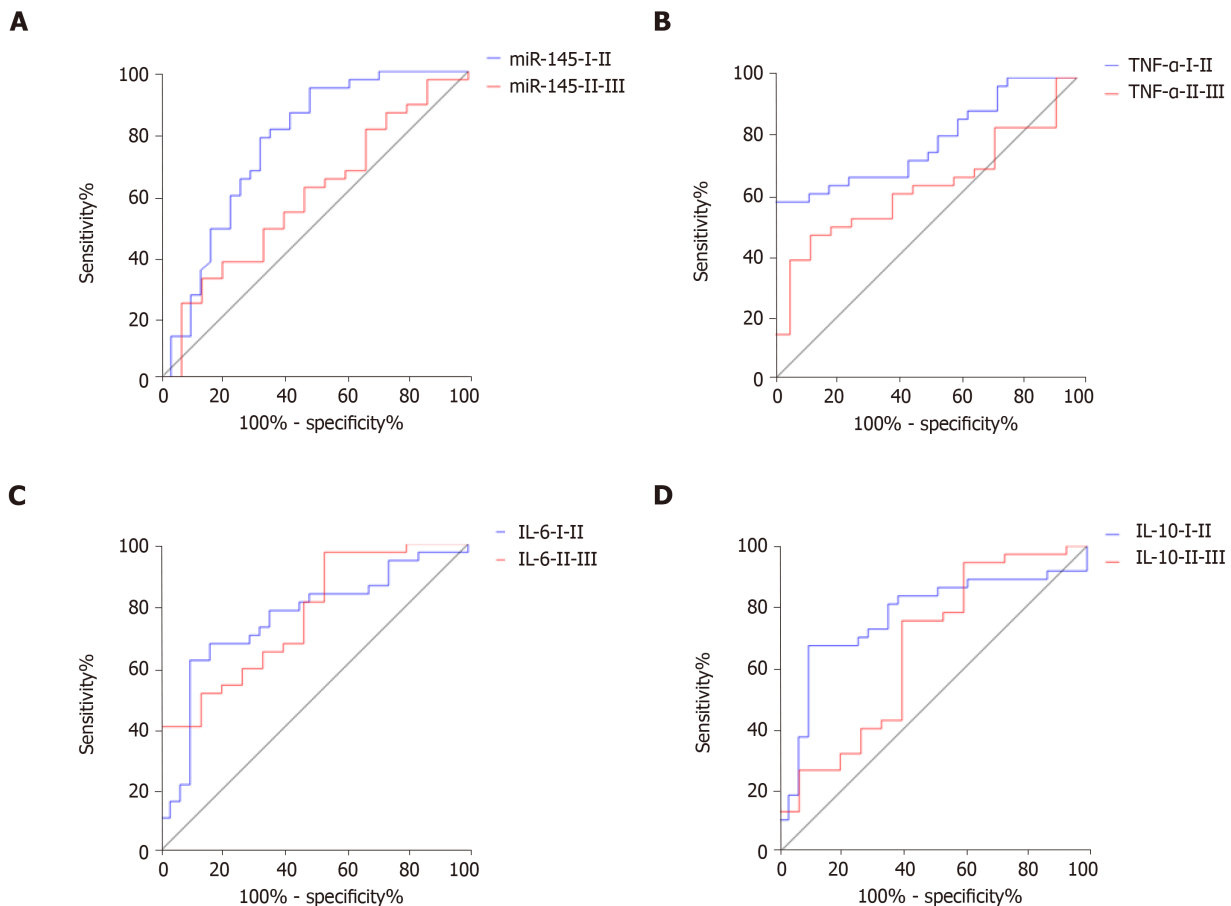 A
miR-145-I-II
miR-145-II-III
100
80
60
40
20
0
Sensitivity%
0 20 40 60 80 100
100% - specificity%
B
TNF-α-I-II
TNF-α-II-III
100
80
60
40
20
0
Sensitivity%
0 20 40 60 80 100
100% - specificity%
C
IL-6-I-II
IL-6-II-III
100
80
60
40
20
0
Sensitivity%
0 20 40 60 80 100
100% - specificity%
D
IL-10-I-II
IL-10-II-III
100
80
60
40
20
0
Sensitivity%
0 20 40 60 80 100
100% - specificity%